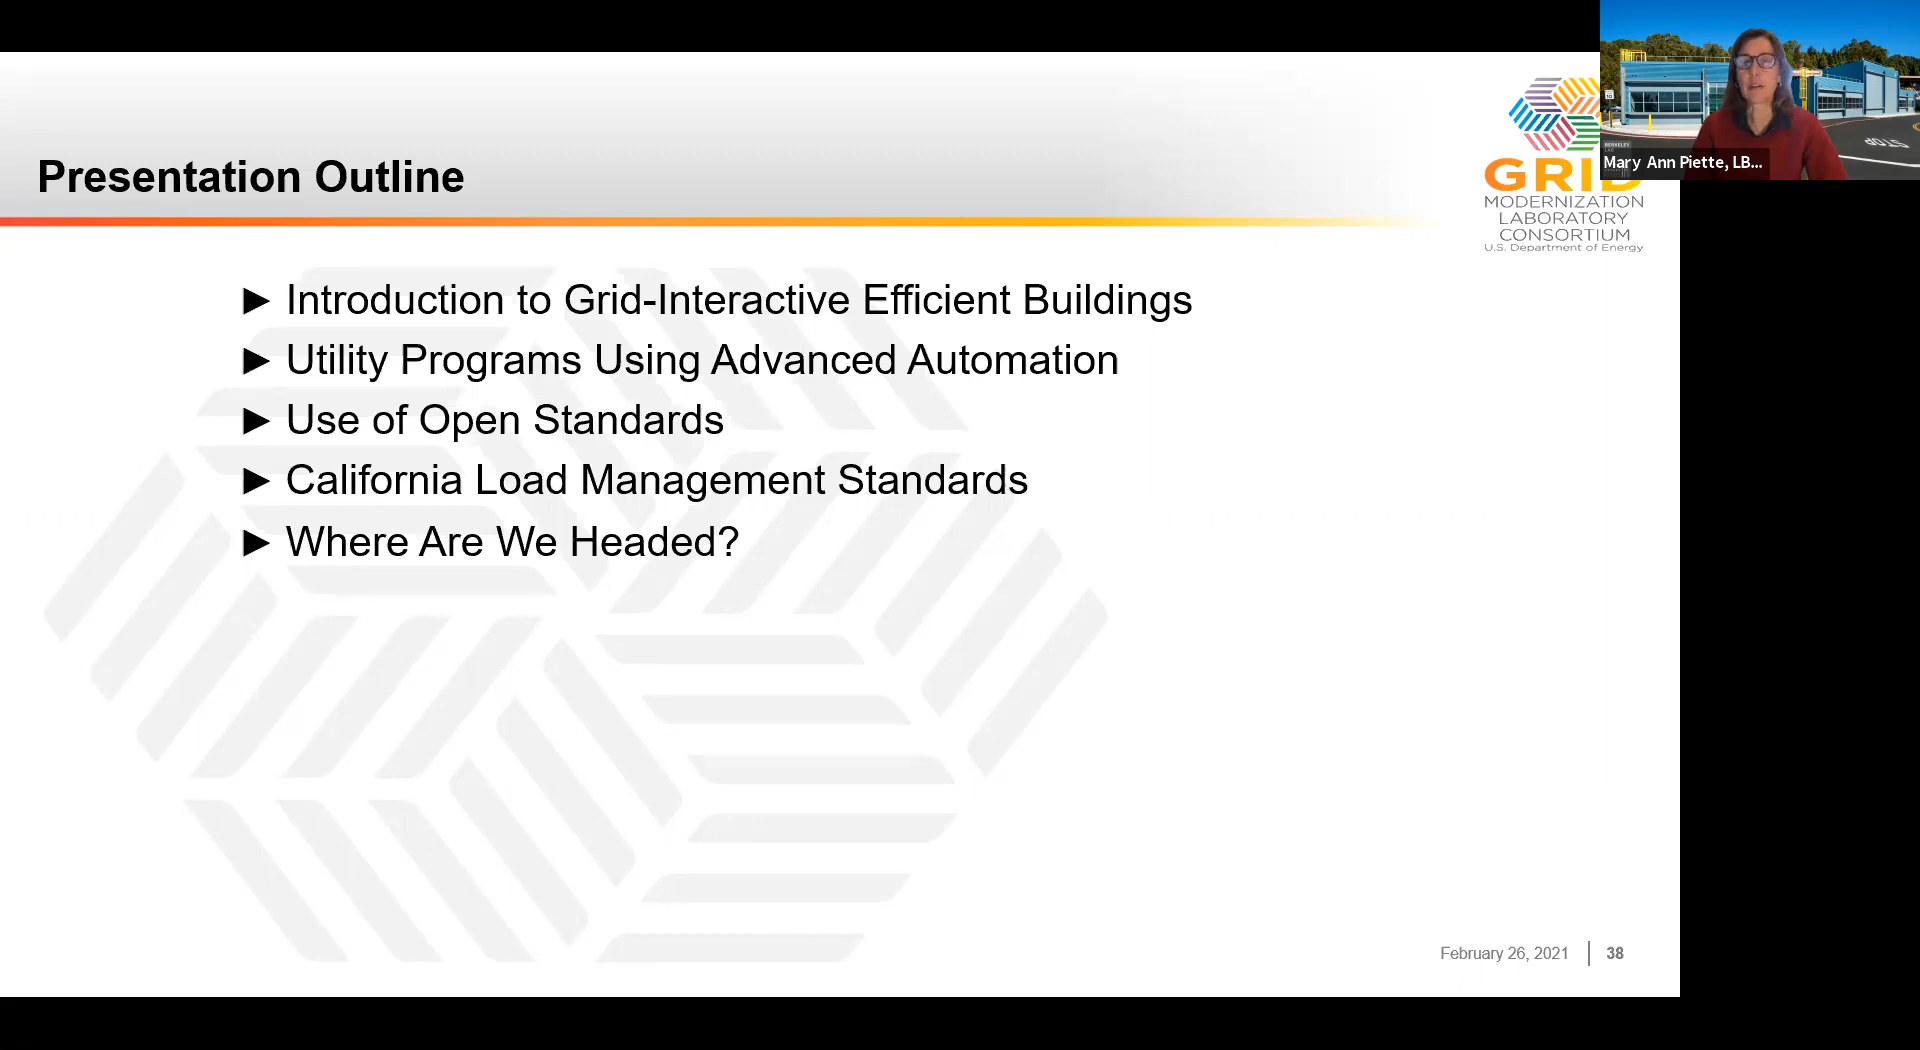 Presentation Outline
► Introduction to Grid-Interactive Efficient Buildings
► Utility Programs Using Advanced Automation
► Use of Open Standards
► California Load Management Standards
► Where Are We Headed?
GRID
MODERNIZATION
LABORATORY
CONSORTIUM
U.S. Department of Energy
Mary Ann Piette, LB...
STOP
February 26, 2021
38